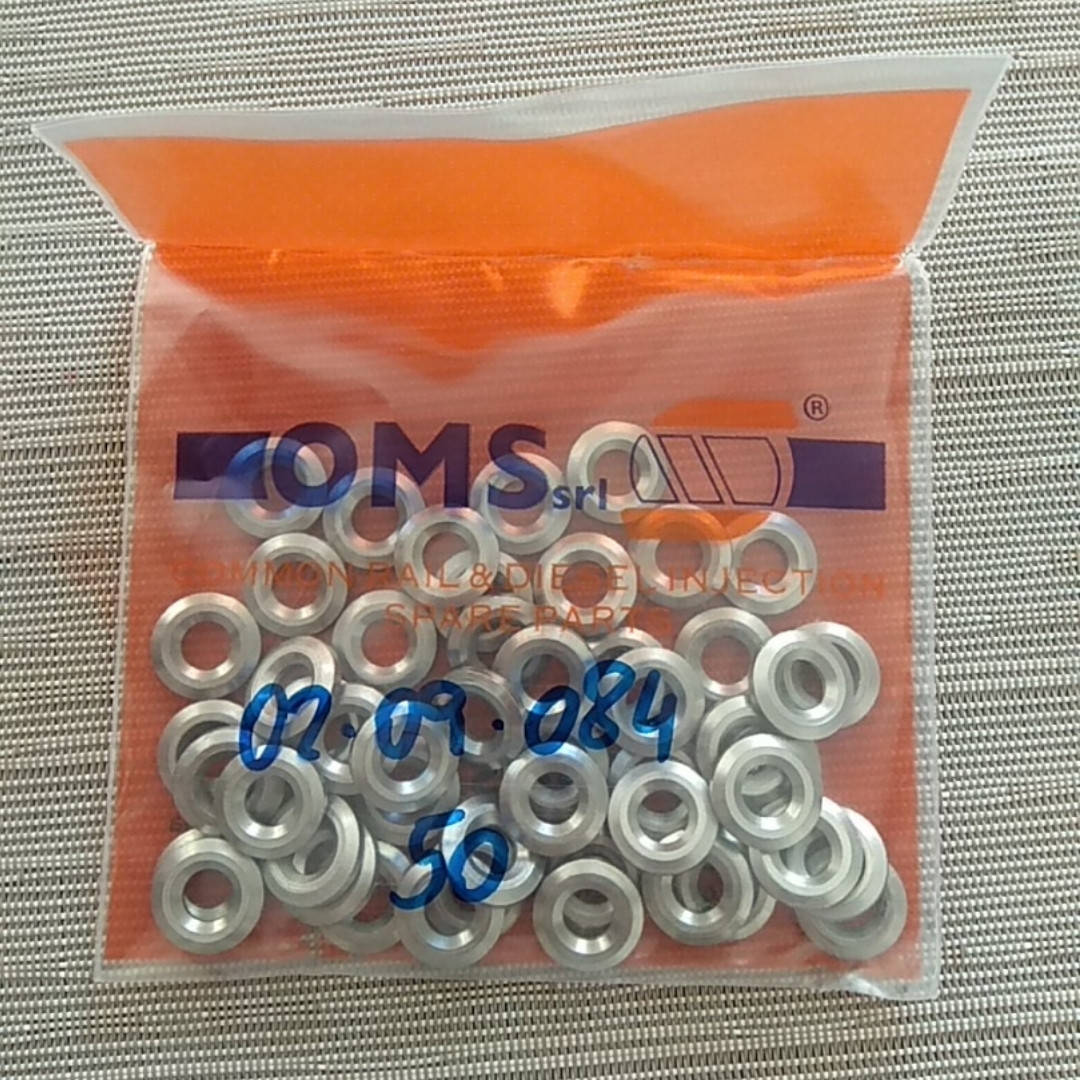 OMS srl ®
COMMON RAIL & DIESEL INJECTION
SPARE PARTS
02.09.084
50